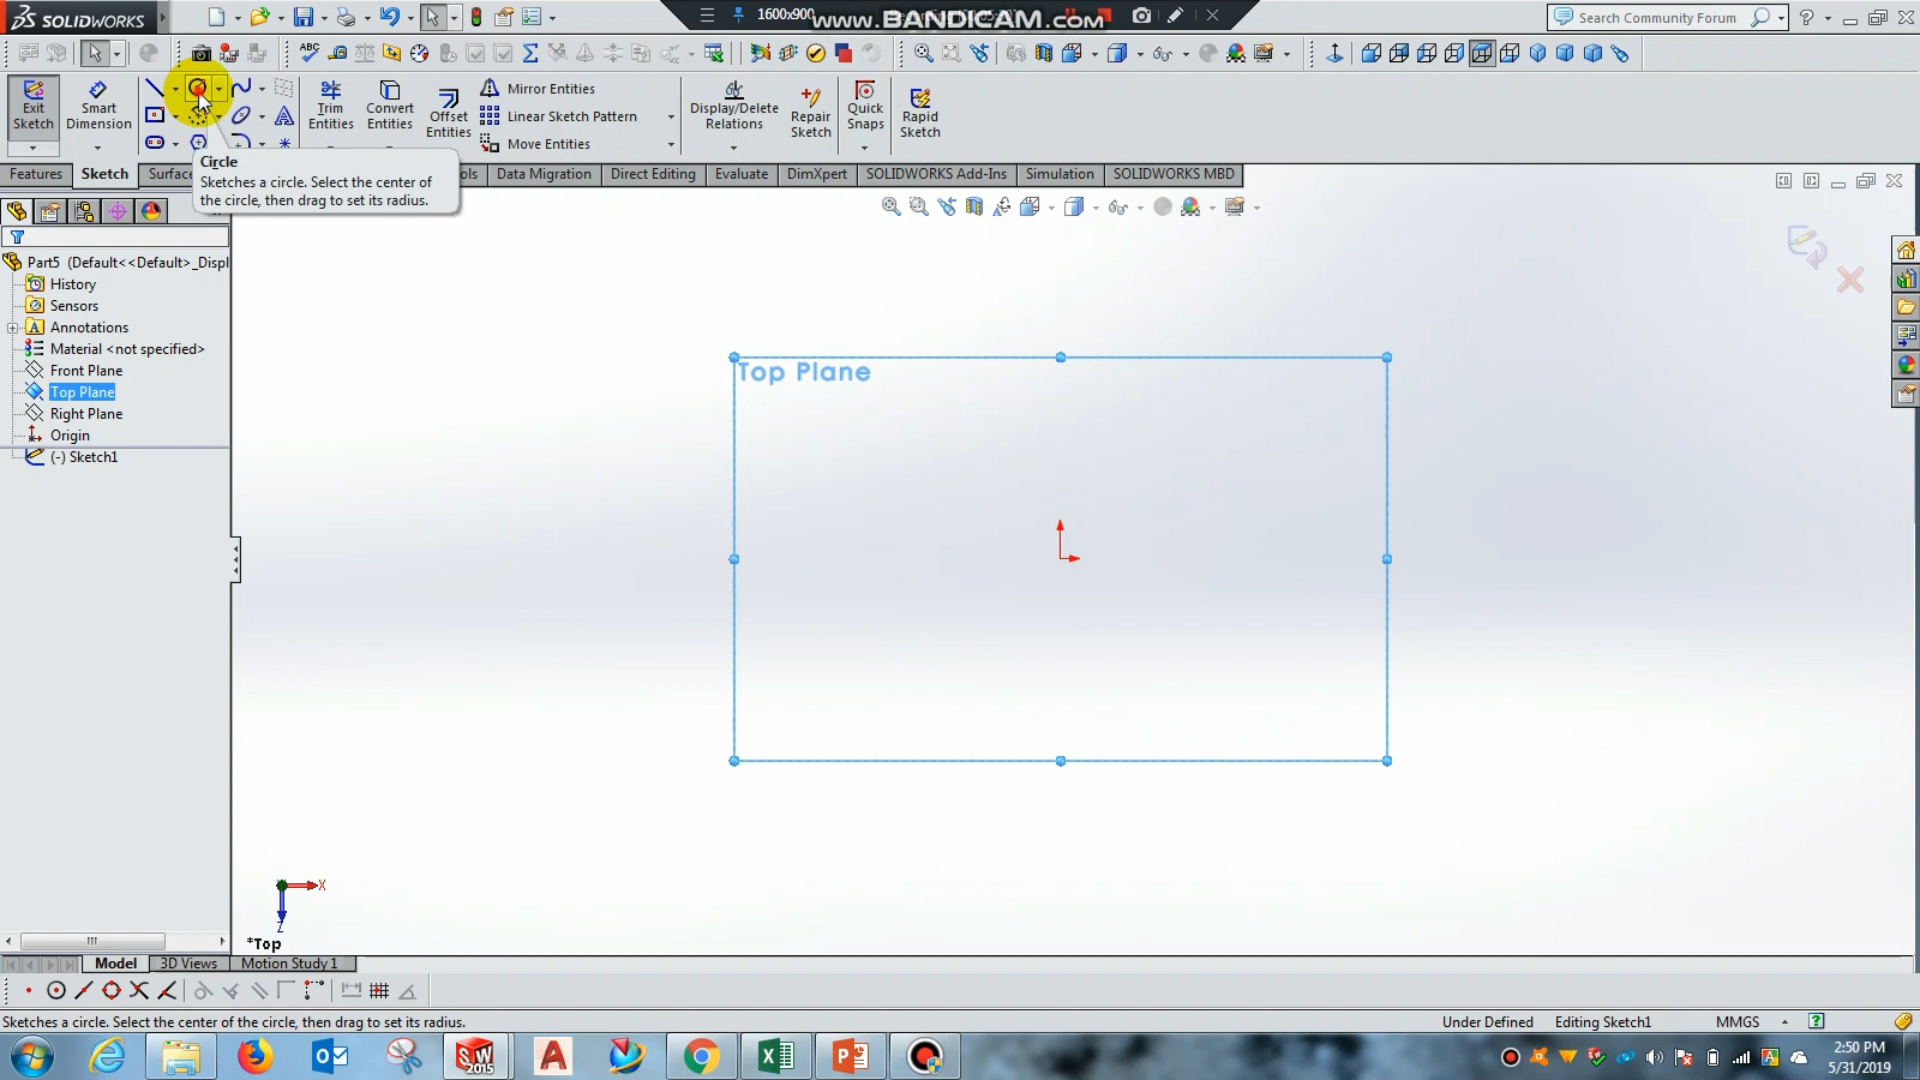 SOLIDWORKS
1600x900
www.BANDICAM.com
Search Community Forum
ABC
Exit Sketch
Smart Dimension
Trim Entities
Convert Entities
Offset Entities
Mirror Entities
Linear Sketch Pattern
Move Entities
Display/Delete Relations
Repair Sketch
Quick Snaps
Rapid Sketch
Circle
Sketches a circle. Select the center of
the circle, then drag to set its radius.
Features
Sketch
Surfac
ols
Data Migration
Direct Editing
Evaluate
DimXpert
SOLIDWORKS Add-Ins
Simulation
SOLIDWORKS MBD
Part5 (Default<<Default>_Displ
History
Sensors
Annotations
Material <not specified>
Front Plane
Top Plane
Right Plane
Origin
(-) Sketch1
Top Plane
X
Z
*Top
Model
3D Views
Motion Study 1
Sketches a circle. Select the center of the circle, then drag to set its radius.
Under Defined
Editing Sketch1
MMGS
SW
2015
2:50 PM
5/31/2019